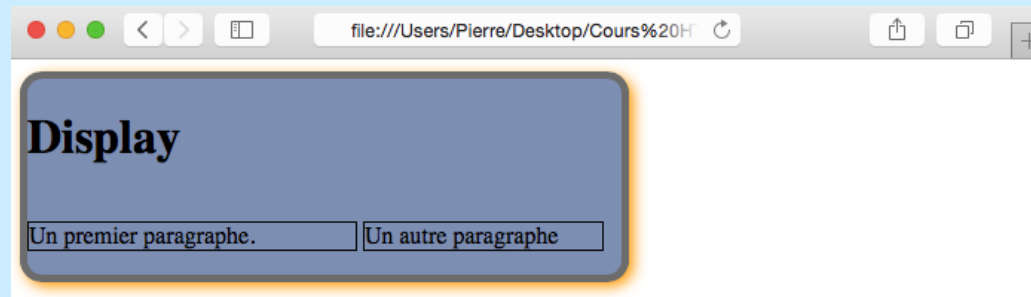 file:///Users/Pierre/Desktop/Cours%20H
Display
Un premier paragraphe.
Un autre paragraphe